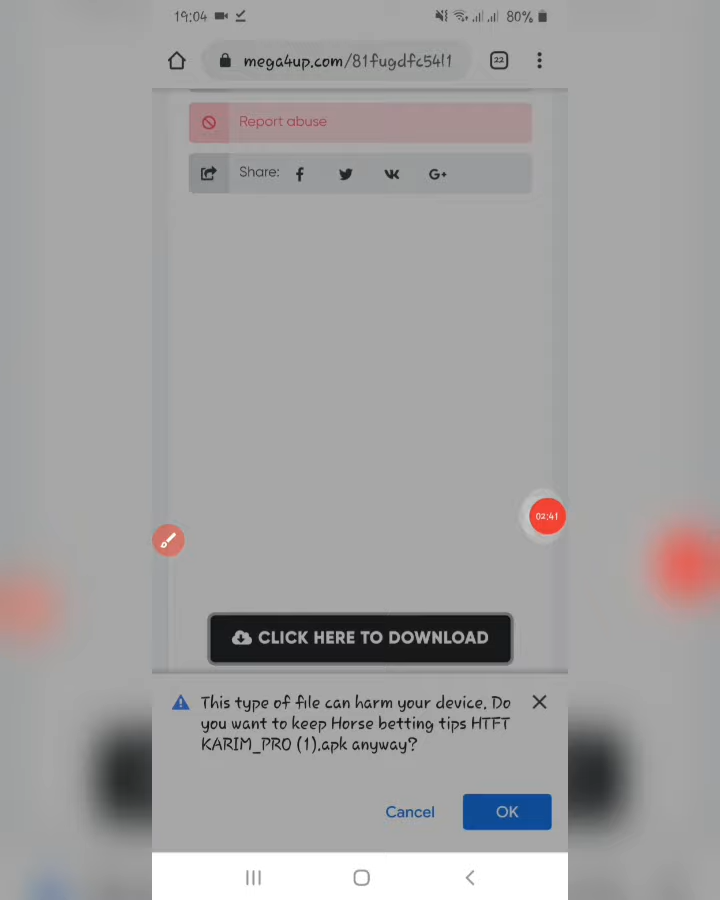 19:04 80%
mega4up.com/81fugdfc54l1 22
Report abuse
Share: f VK G+
02:41
CLICK HERE TO DOWNLOAD
This type of file can harm your device. Do
you want to keep Horse betting tips HTFT
KARIM_PRO (1).apk anyway?
Cancel OK